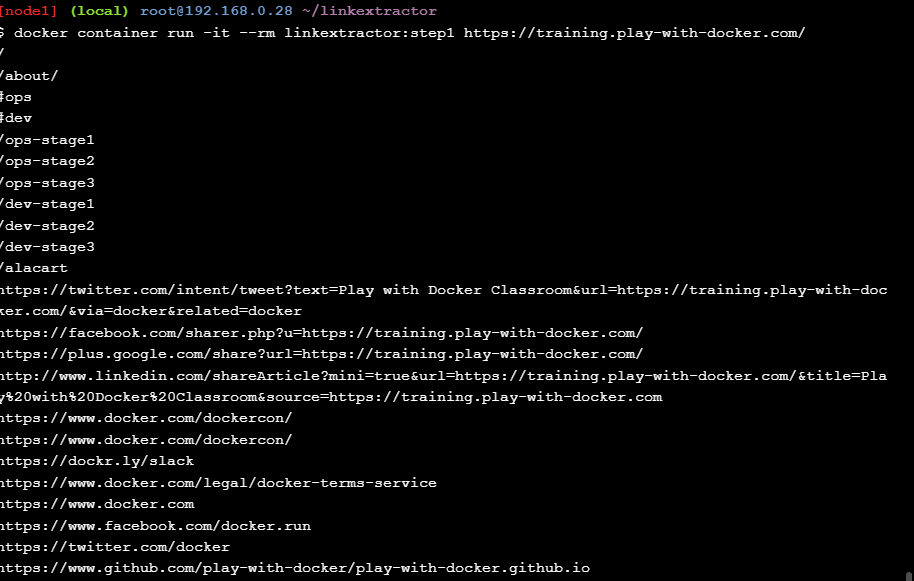 [node1] (local) root@192.168.0.28 ~/linkextractor
$ docker container run -it --rm linkextractor:step1 https://training.play-with-docker.com/
/
/about/
#ops
#dev
/ops-stage1
/ops-stage2
/ops-stage3
/dev-stage1
/dev-stage2
/dev-stage3
/alacart
https://twitter.com/intent/tweet?text=Play with Docker Classroom&url=https://training.play-with-doc
ker.com/&via=docker&related=docker
https://facebook.com/sharer.php?u=https://training.play-with-docker.com/
https://plus.google.com/share?url=https://training.play-with-docker.com/
http://www.linkedin.com/shareArticle?mini=true&url=https://training.play-with-docker.com/&title=Pla
y%20with%20Docker%20Classroom&source=https://training.play-with-docker.com
https://www.docker.com/dockercon/
https://www.docker.com/dockercon/
https://dockr.ly/slack
https://www.docker.com/legal/docker-terms-service
https://www.docker.com
https://www.facebook.com/docker.run
https://twitter.com/docker
https://www.github.com/play-with-docker/play-with-docker.github.io